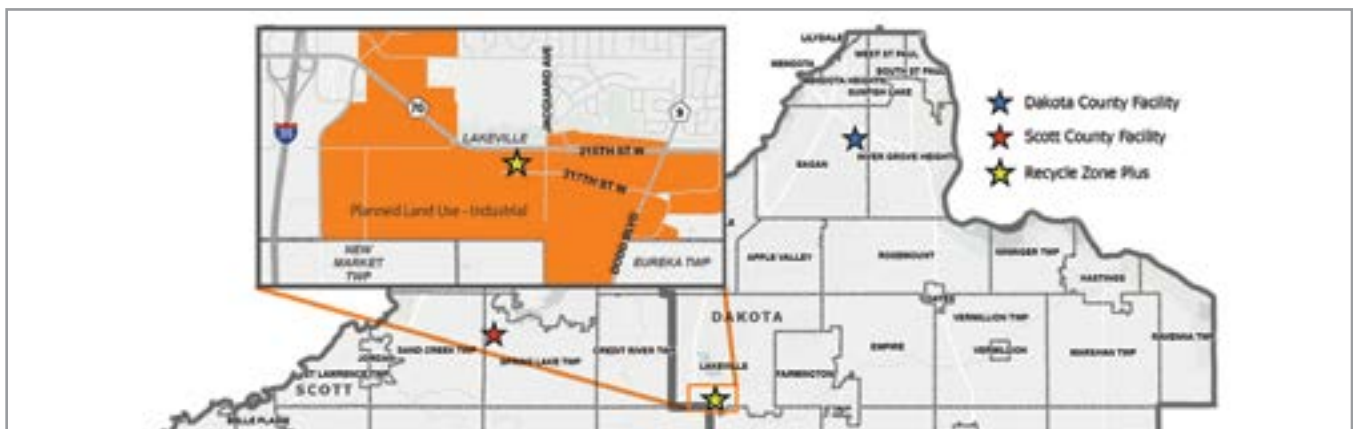 LILYDALE
WEST ST PAUL
MENDOTA
SOUTH ST PAUL
MENDOTA HEIGHTS
SUNFISH LAKE
JACQUARD AVE
70
9
35
LAKEVILLE
215TH ST W
217TH ST W
Planned Land Use - Industrial
DODD BLVD
NEW
MARKET
TWP
EUREKA TWP
Dakota County Facility
Scott County Facility
Recycle Zone Plus
EAGAN
INVER GROVE HEIGHTS
APPLE VALLEY
ROSEMOUNT
NININGER TWP
HASTINGS
COATES
DAKOTA
VERMILLION TWP
RAVENNA TWP
SAND CREEK TWP
SPRING LAKE TWP
CREDIT RIVER TWP
JORDAN
ST LAWRENCE TWP
SCOTT
LAKEVILLE
FARMINGTON
EMPIRE
VERMILLION
MARSHAN TWP
BELLE PLAINE